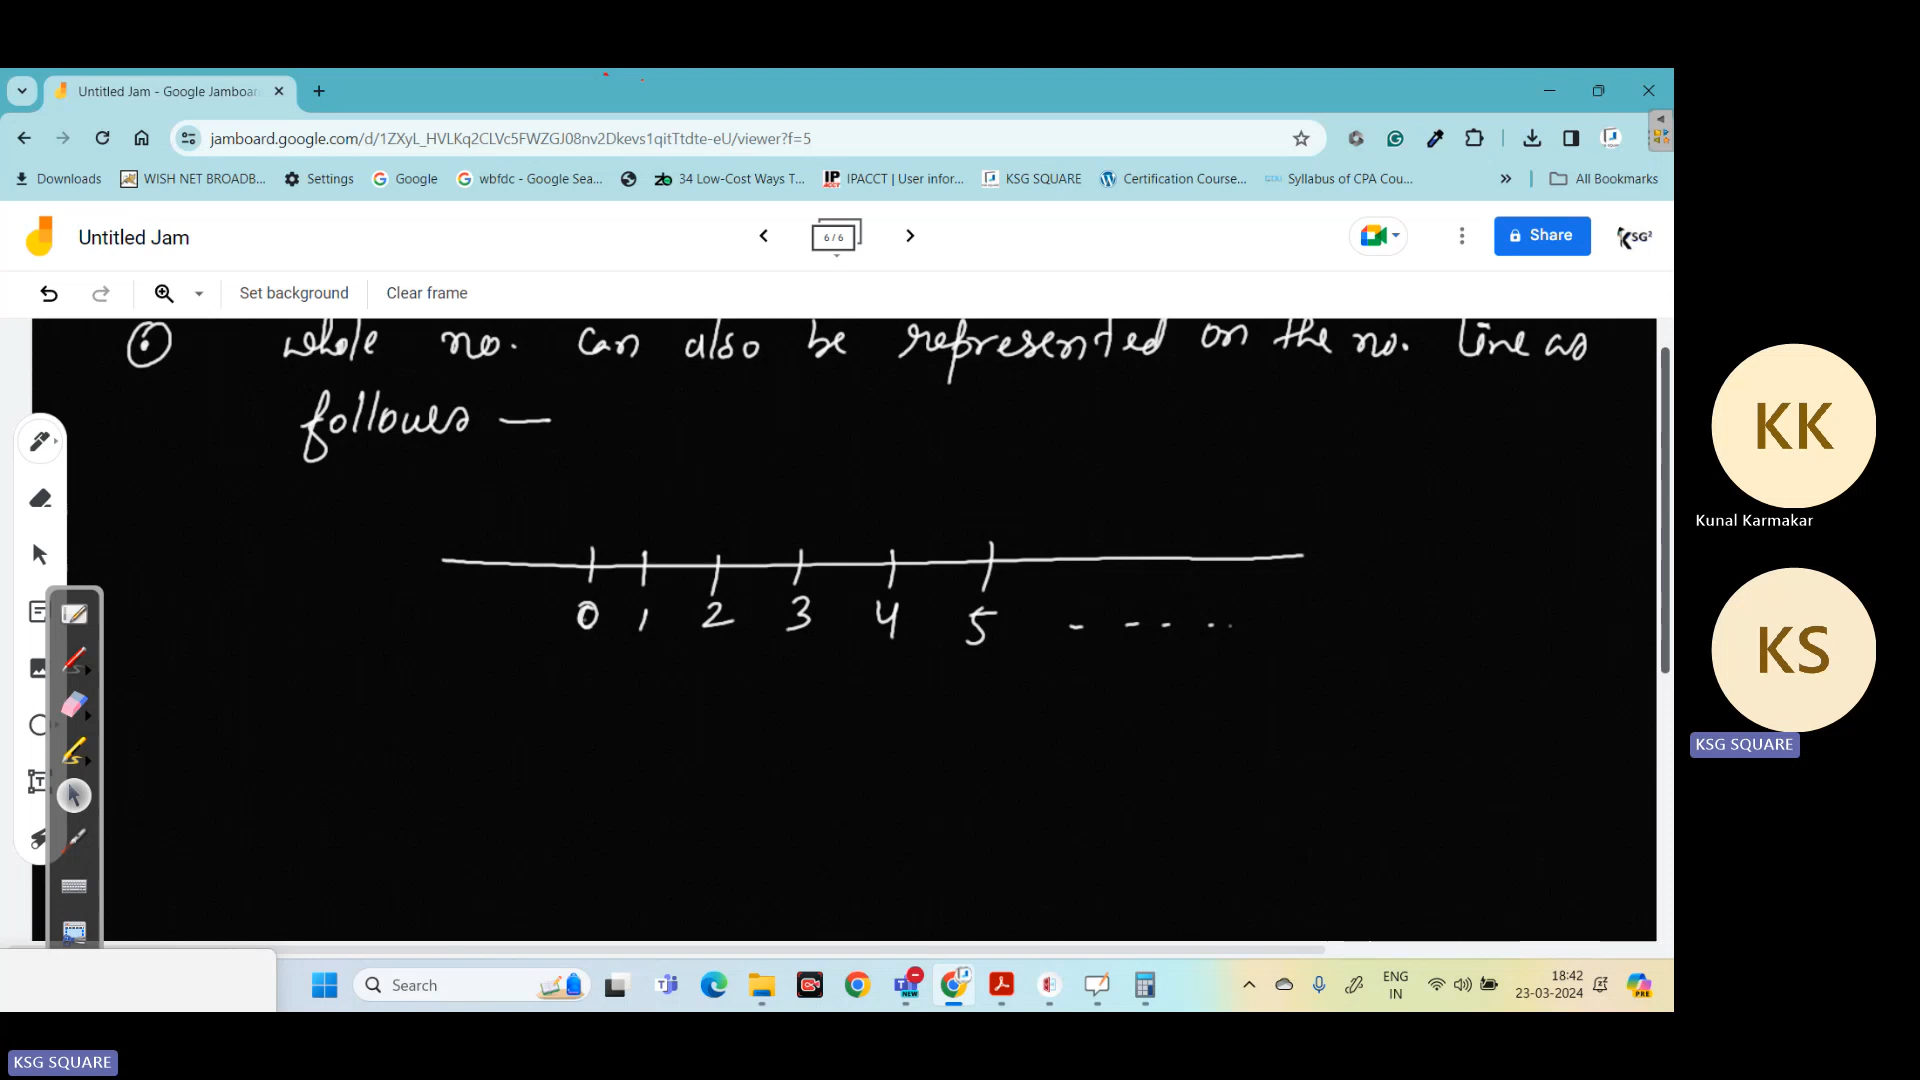 Untitled Jam - Google Jamboar
jamboard.google.com/d/1ZXyL_HVLKq2CLVc5FWZGJ08nv2Dkevs1qitTtdte-eU/viewer?f=5
Downloads WISH NET BROADB... Settings Google wbfdc - Google Sea... 34 Low-Cost Ways T... IPACCT | User infor... KSG SQUARE Certification Course... Syllabus of CPA Cou... » All Bookmarks
Untitled Jam 6 / 6 Share KSG²
Set background Clear frame
whole no. can also be represented on the no. line as
follows —
0 1 2 3 4 5 - - - . .
KK
Kunal Karmakar
KS
KSG SQUARE
Search ENG 18:42
IN 23-03-2024
KSG SQUARE